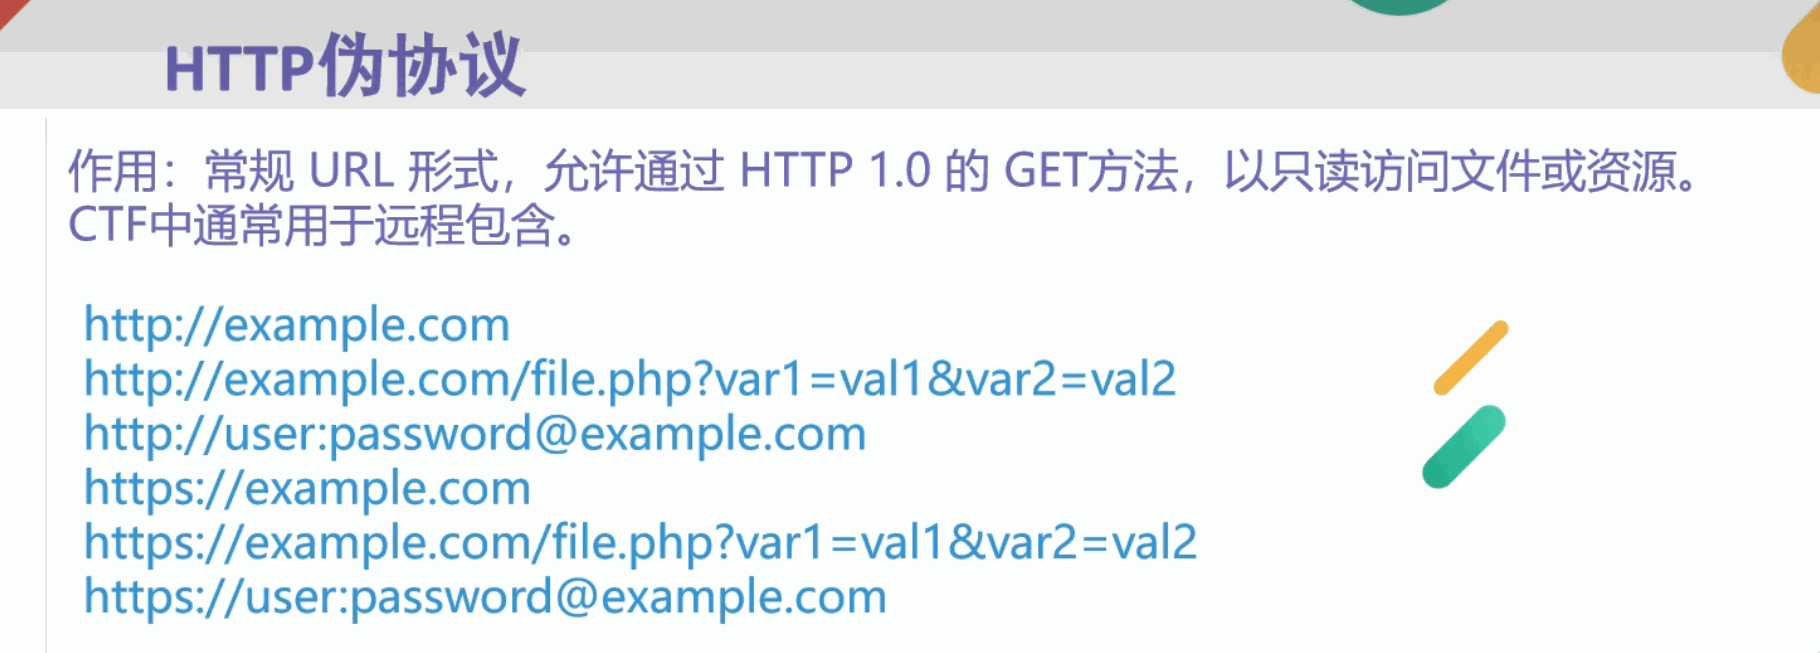 HTTP伪协议
作用：常规 URL 形式，允许通过 HTTP 1.0 的 GET方法，以只读访问文件或资源。
CTF中通常用于远程包含。
http://example.com
http://example.com/file.php?var1=val1&var2=val2
http://user:password@example.com
https://example.com
https://example.com/file.php?var1=val1&var2=val2
https://user:password@example.com